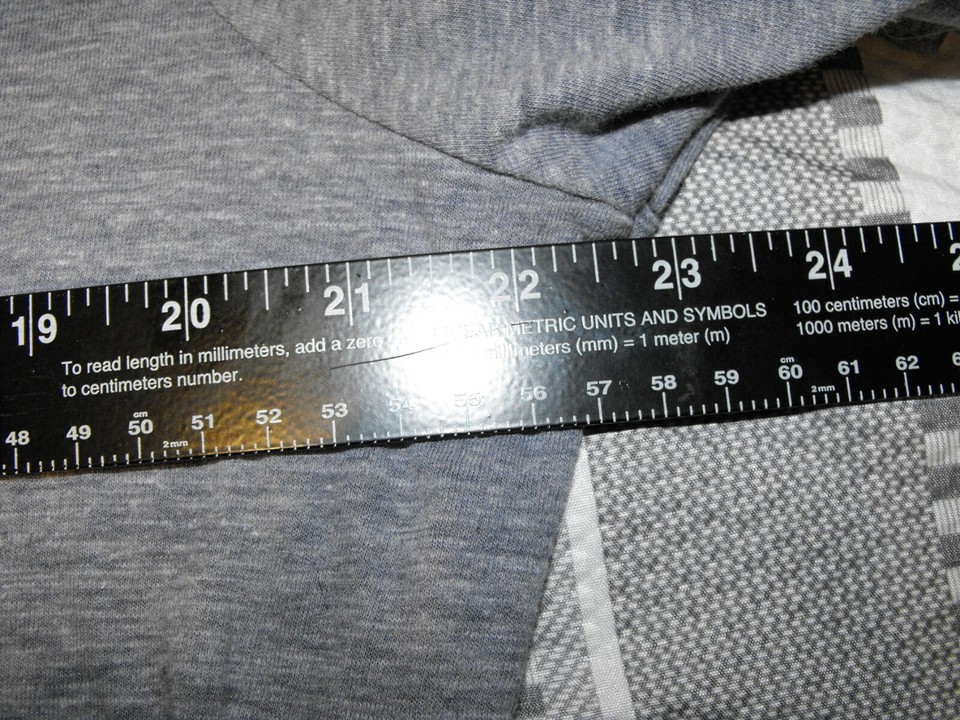 19 20 21 22 23 24
METRIC UNITS AND SYMBOLS
100 centimeters (cm) =
To read length in millimeters, add a zero
(mm) = 1 meter (m)
1000 meters (m) = 1
to centimeters number.
cm
cm
48 49 50 51 52 53 54 55 56 57 58 59 60 61 62
2mm
2mm